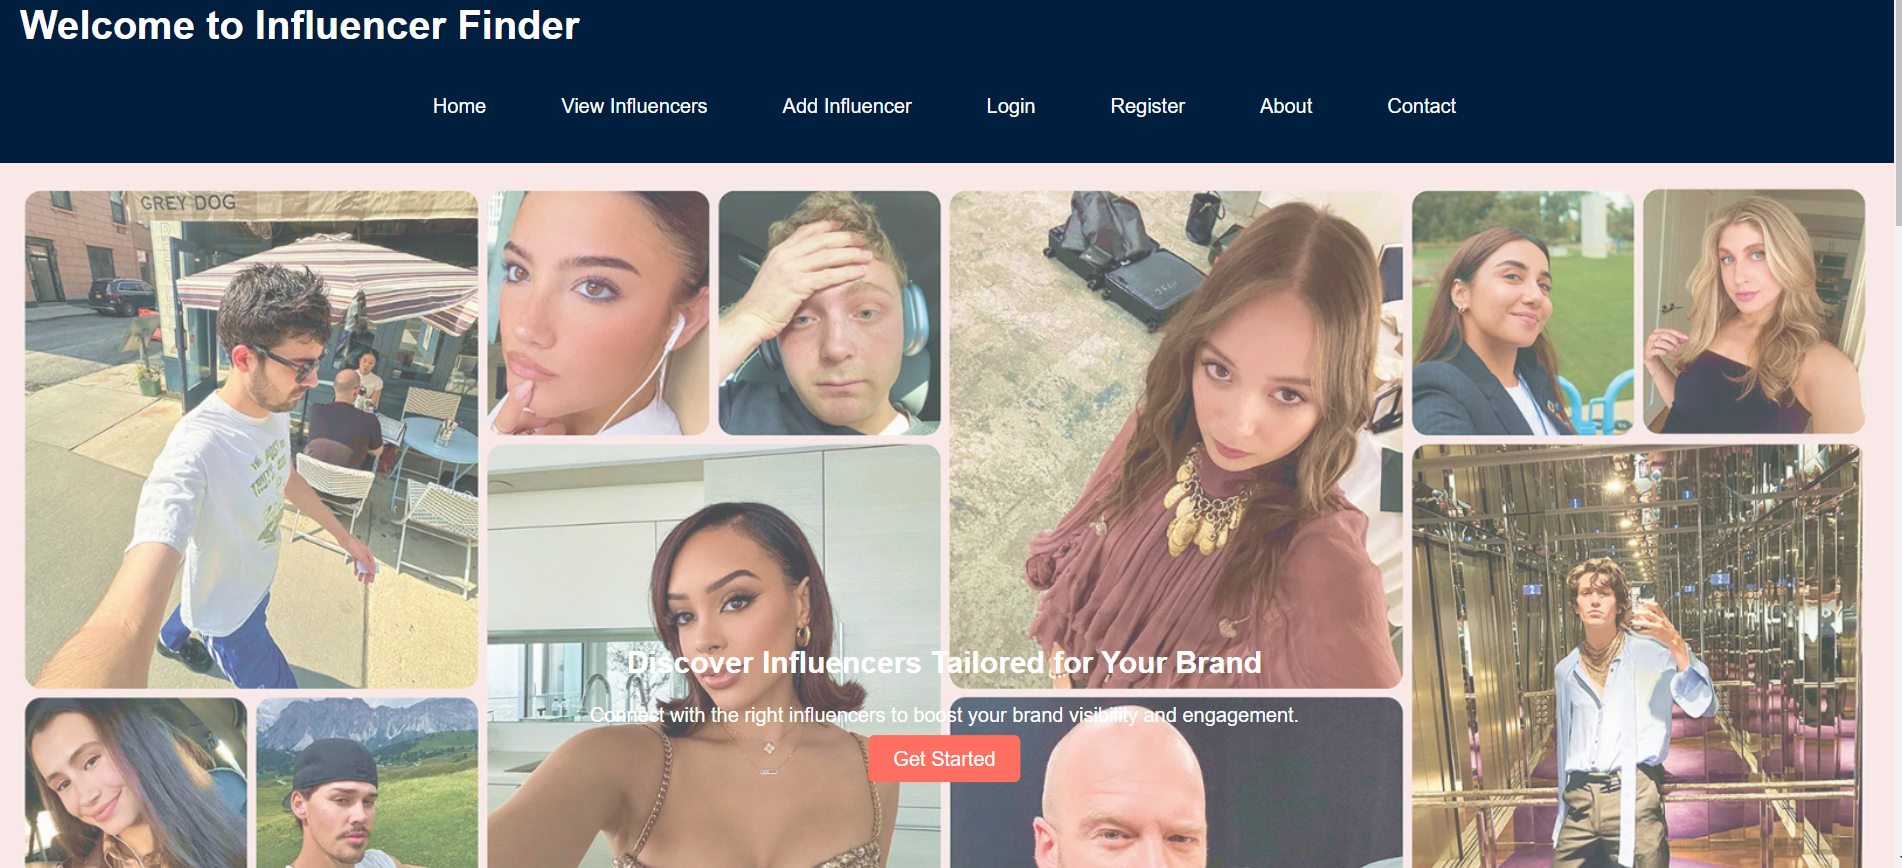 Welcome to Influencer Finder
Home View Influencers Add Influencer Login Register About Contact
GREY DOG
Discover Influencers Tailored for Your Brand
Connect with the right influencers to boost your brand visibility and engagement.
Get Started